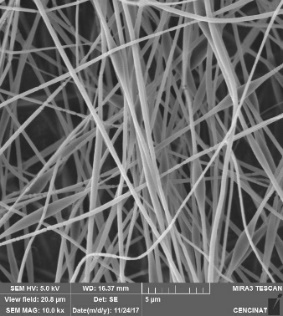 SEM HV: 5.0 kV WD: 16.37 mm MIRA3 TESCAN
View field: 20.8 µm Det: SE 5 µm
SEM MAG: 10.0 kx Date(m/d/y): 11/24/17 CENCINAT